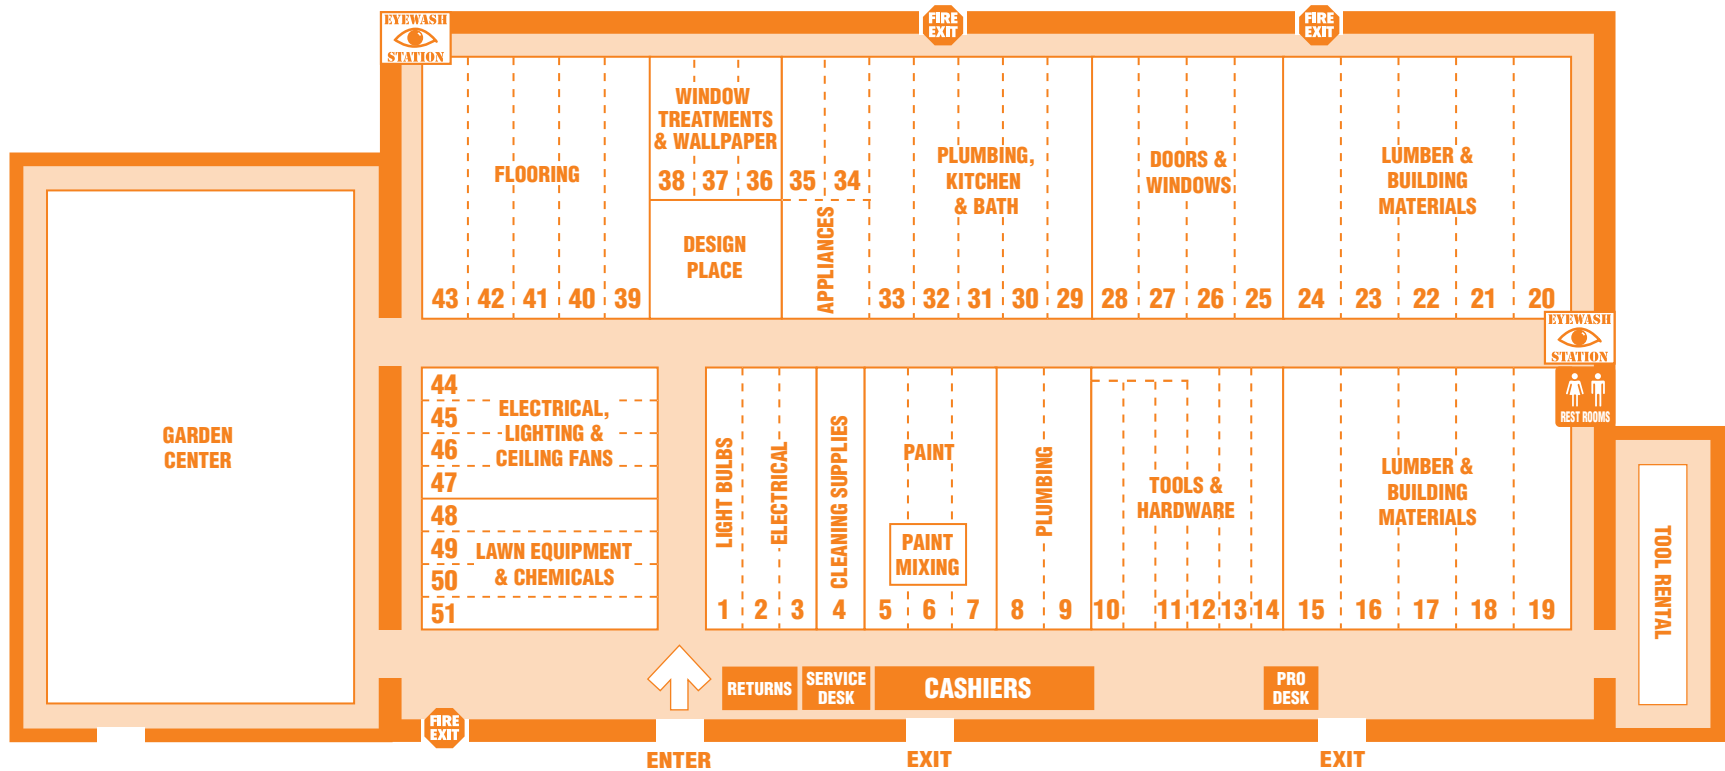 EYEWASH
STATION
FIRE
EXIT
FIRE
EXIT
FLOORING
43 42 41 40 39
WINDOW
TREATMENTS
& WALLPAPER
38 37 36
DESIGN
PLACE
35 34
APPLIANCES
PLUMBING,
KITCHEN
& BATH
33 32 31 30 29
DOORS &
WINDOWS
28 27 26 25
LUMBER &
BUILDING
MATERIALS
24 23 22 21 20
EYEWASH
STATION
REST ROOMS
GARDEN
CENTER
44
45
46
47
ELECTRICAL,
LIGHTING &
CEILING FANS
48
49
50
51
LAWN EQUIPMENT
& CHEMICALS
LIGHT BULBS
1
ELECTRICAL
2 3
CLEANING SUPPLIES
4
PAINT
PAINT
MIXING
5 6 7
PLUMBING
8 9
TOOLS &
HARDWARE
10 11 12 13 14
LUMBER &
BUILDING
MATERIALS
15 16 17 18 19
TOOL RENTAL
RETURNS
SERVICE
DESK
CASHIERS
PRO
DESK
FIRE
EXIT
ENTER
EXIT
EXIT